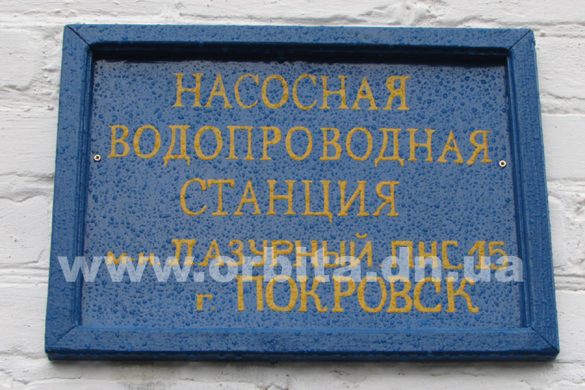 НАСОСНАЯ
ВОДОПРОВОДНАЯ
СТАНЦИЯ
м-н ЛАЗУРНЫЙ ПНС 15
www.orbita.dn.ua
г ПОКРОВСК